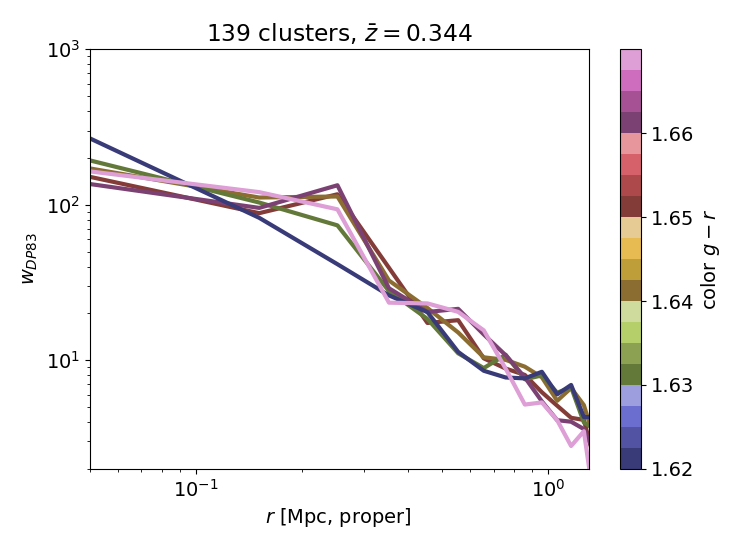 139 clusters, z̄ = 0.344
10³
10²
10¹
w_DP83
10⁻¹
10⁰
r [Mpc, proper]
1.66
1.65
1.64
1.63
1.62
color g − r